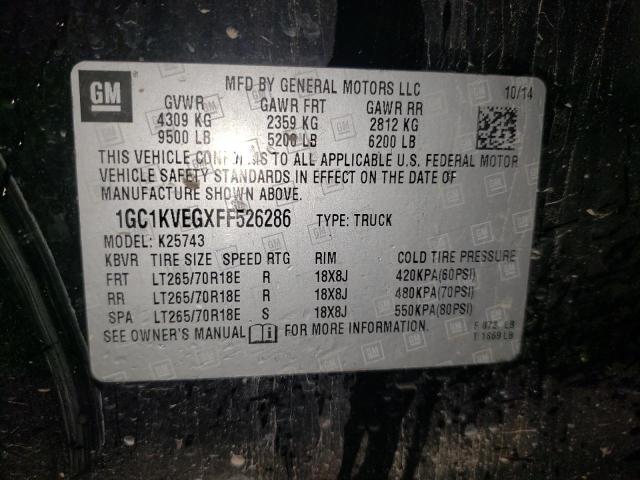 GM
MFD BY GENERAL MOTORS LLC
10/14
GVWR GAWR FRT GAWR RR
4309 KG 2359 KG 2812 KG
9500 LB 5200 LB 6200 LB
THIS VEHICLE CONFORMS TO ALL APPLICABLE U.S. FEDERAL MOTOR
VEHICLE SAFETY STANDARDS IN EFFECT ON THE DATE OF
MANUFACTURE SHOWN ABOVE.
1GC1KVEGXFF526286 TYPE: TRUCK
MODEL: K25743
KBVR TIRE SIZE SPEED RTG RIM COLD TIRE PRESSURE
FRT LT265/70R18E R 18X8J 420KPA(60PSI)
RR LT265/70R18E R 18X8J 480KPA(70PSI)
SPA LT265/70R18E S 18X8J 550KPA(80PSI)
SEE OWNER'S MANUAL FOR MORE INFORMATION.
F LB
T 1669 LB